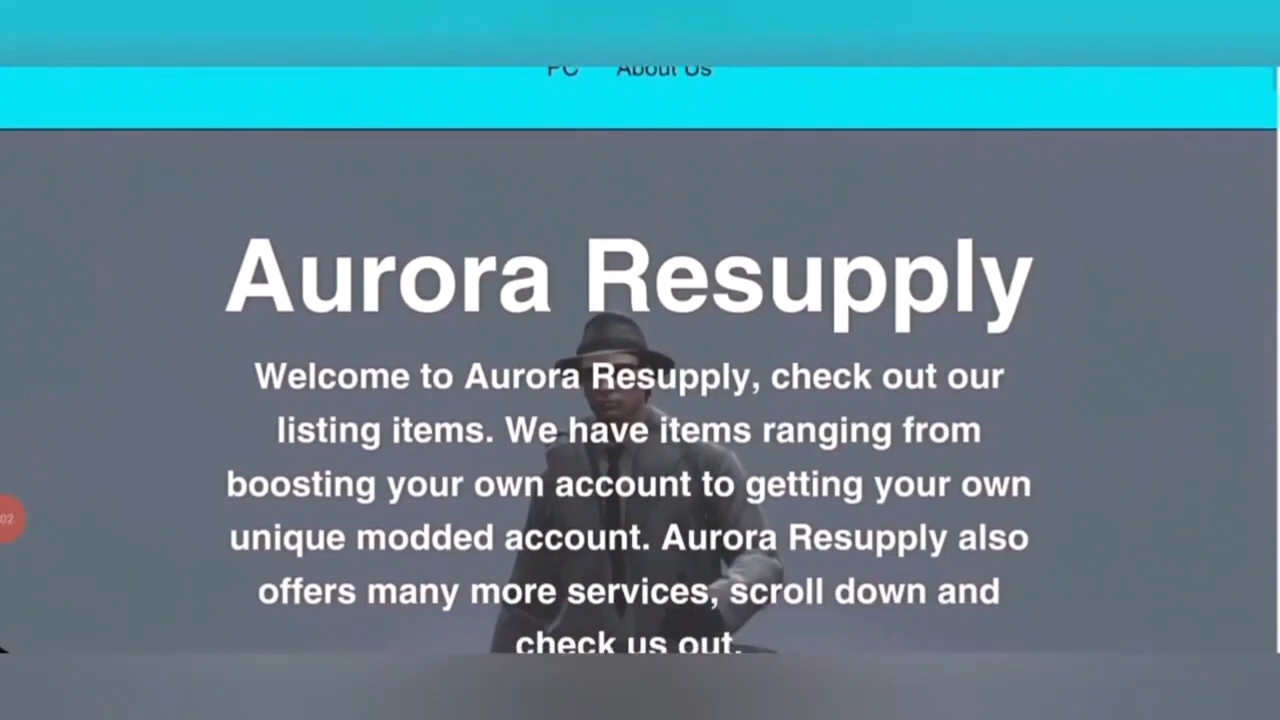 PC About Us
Aurora Resupply
Welcome to Aurora Resupply, check out our
listing items. We have items ranging from
boosting your own account to getting your own
unique modded account. Aurora Resupply also
offers many more services, scroll down and
check us out.
02